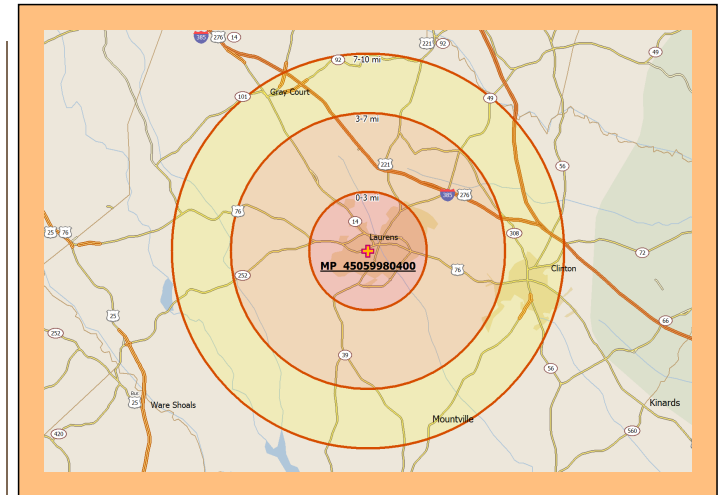 385 276 14
221 92
92
7-10 mi
49
101
Gray Court
49
3-7 mi
221
56
276
0-3 mi
76
14
25 76
Laurens
308
72
MP 45059980400
76
Clinton
252
25
66
252
39
56
Bus
25
Ware Shoals
Kinards
Mountville
420
560